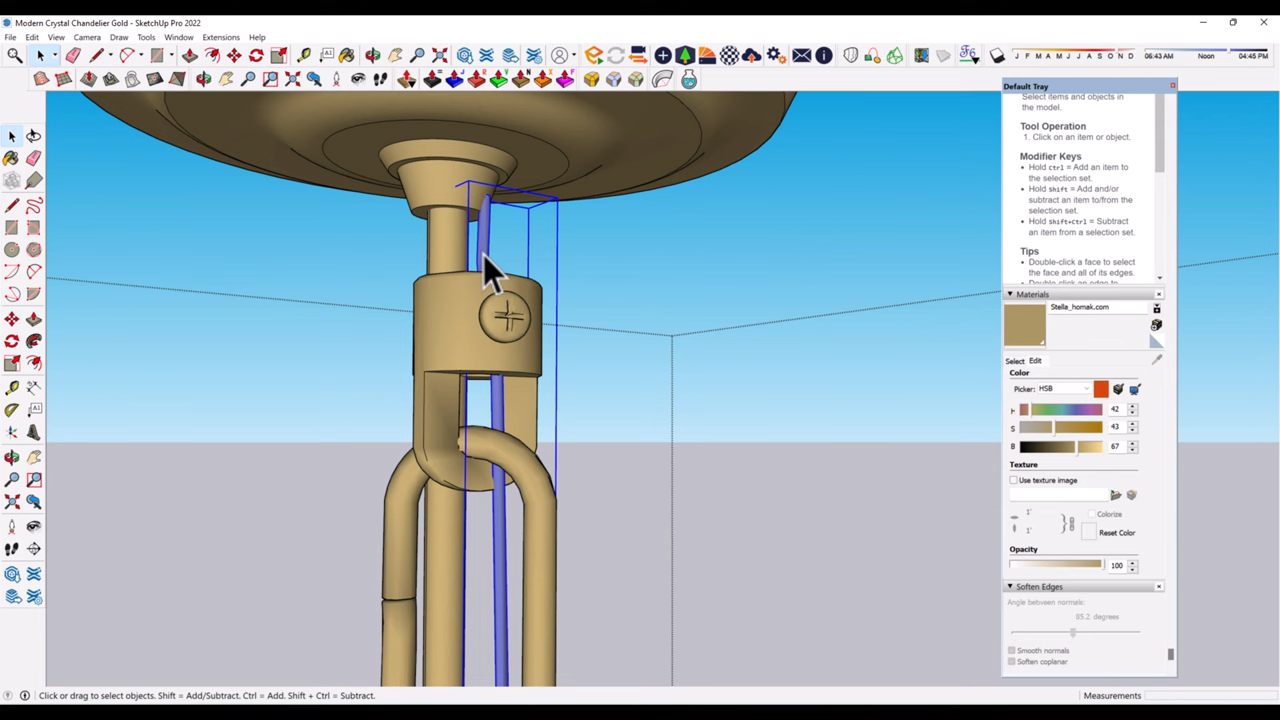 Modern Crystal Chandelier Gold - SketchUp Pro 2022
File Edit Camera Draw Tools Window Extensions Help
J F M A M J J A S O N D 06:43 AM Noon 04:45 PM
Default Tray
Select items and objects in
the model.
Tool Operation
1. Click on an item or object.
Modifier Keys
• Hold Ctrl = Add an item to
the selection set.
• Hold Shift = Add and/or
subtract an item to/from the
selection set.
• Hold Shift+Ctrl = Subtract
an item from a selection set.
Tips
• Double-click a face to select
the face and all of its edges.
Materials
Stella_homak.com
Select Edit
Color
Picker: HSB
H 42
S 43
B 67
Texture
Use texture image
1'
1'
Colorize
Reset Color
Opacity
100
Soften Edges
Angle between normals:
85.2 degrees
Smooth normals
Soften coplanar
Click or drag to select objects. Shift = Add/Subtract. Ctrl = Add. Shift + Ctrl = Subtract.
Measurements